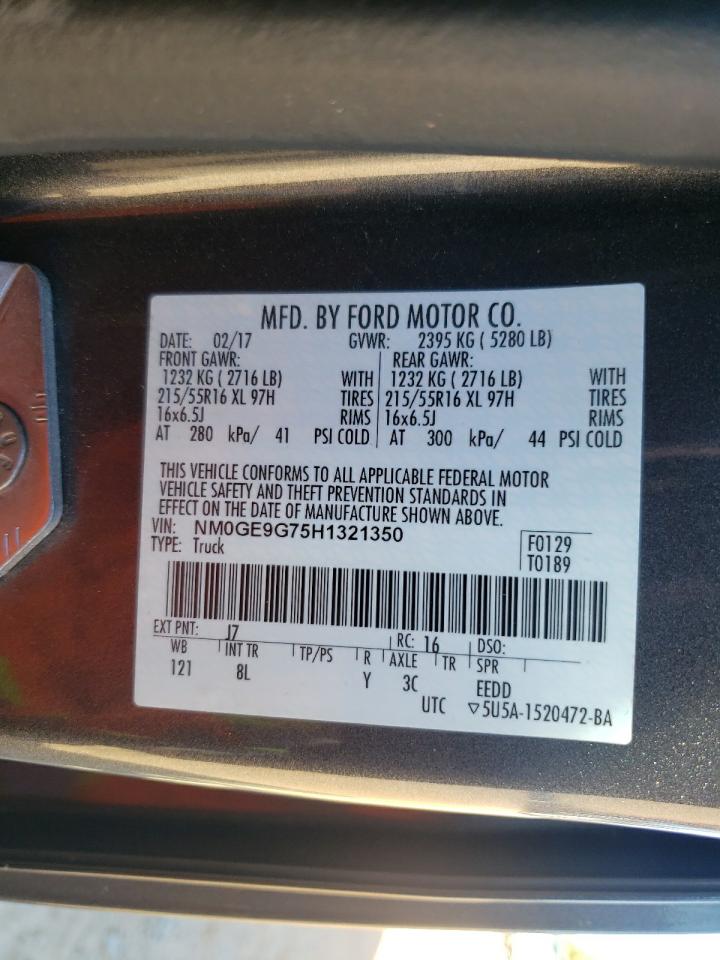 MFD. BY FORD MOTOR CO.
DATE: 02/17 GVWR: 2395 KG ( 5280 LB)
FRONT GAWR: REAR GAWR:
1232 KG ( 2716 LB) WITH 1232 KG ( 2716 LB) WITH
215/55R16 XL 97H TIRES 215/55R16 XL 97H TIRES
16x6.5J RIMS 16x6.5J RIMS
AT 280 kPa/ 41 PSI COLD AT 300 kPa/ 44 PSI COLD
THIS VEHICLE CONFORMS TO ALL APPLICABLE FEDERAL MOTOR
VEHICLE SAFETY AND THEFT PREVENTION STANDARDS IN
EFFECT ON THE DATE OF MANUFACTURE SHOWN ABOVE.
VIN: NM0GE9G75H1321350
TYPE: Truck
F0129
T0189
EXT PNT: J7 RC: 16 DSO:
WB INT TR TP/PS R AXLE TR SPR
121 8L Y 3C EEDD
UTC ▽5U5A-1520472-BA